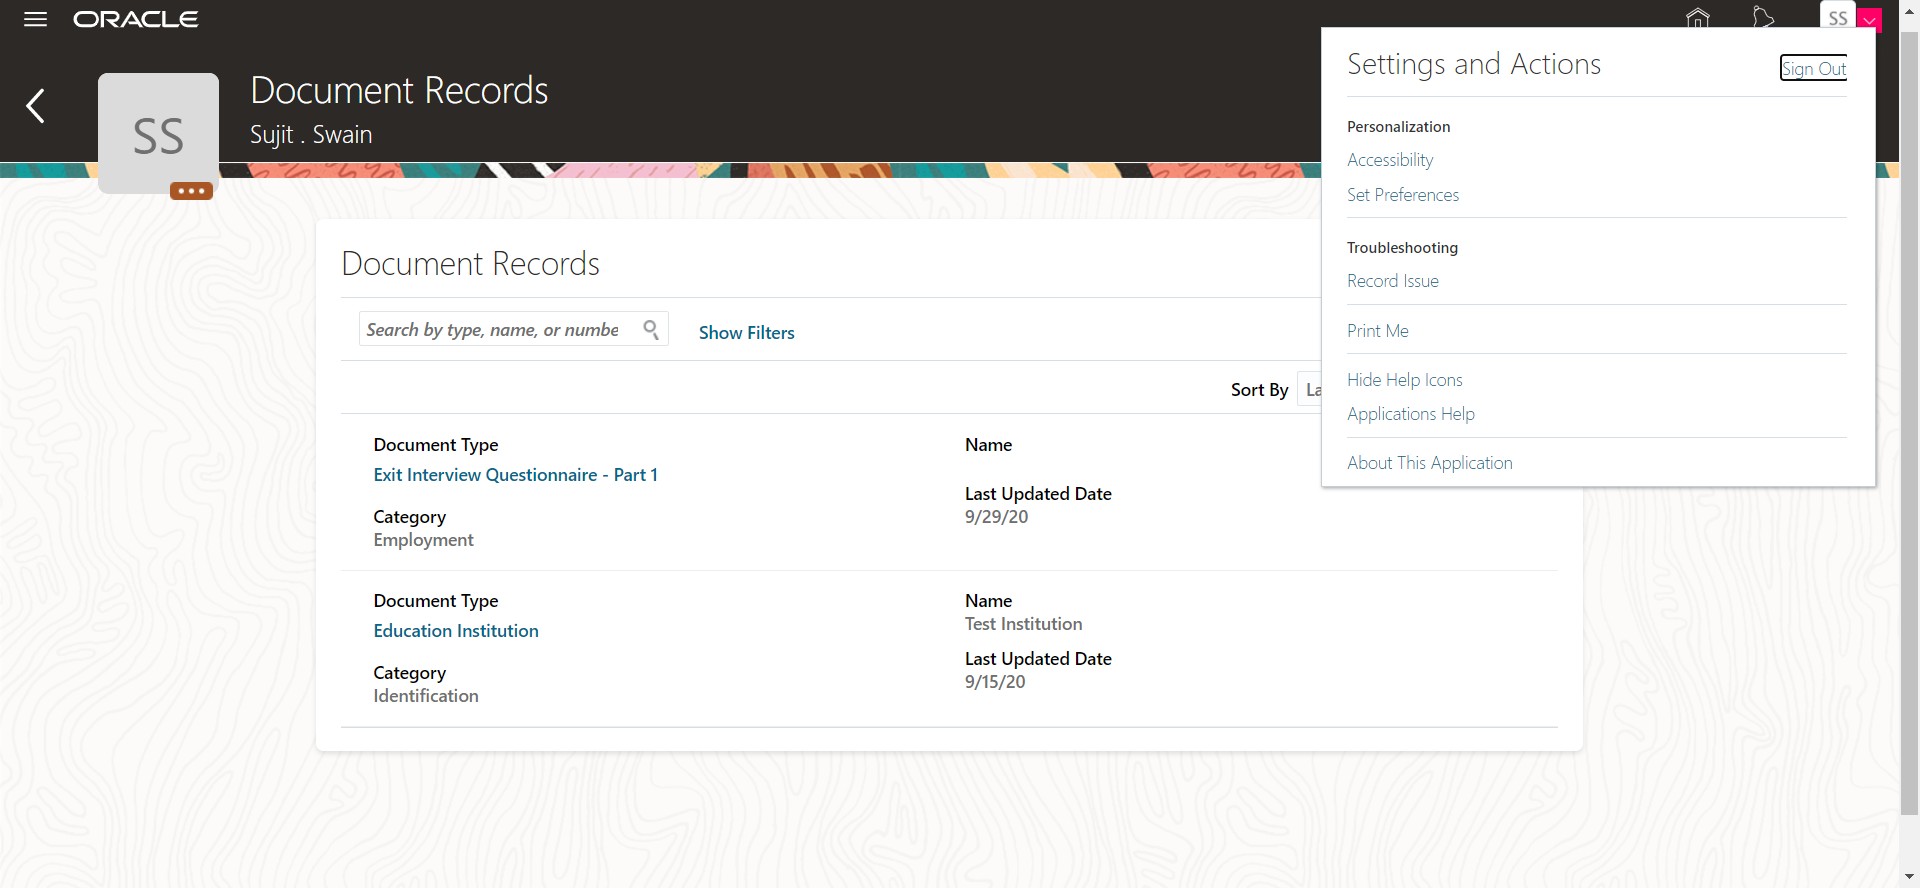 ORACLE
SS
Document Records
Sujit . Swain
SS
Settings and Actions
Sign Out
Personalization
Accessibility
Set Preferences
Troubleshooting
Record Issue
Print Me
Hide Help Icons
Applications Help
About This Application
Document Records
Search by type, name, or numbe
Show Filters
Sort By
La
Document Type
Exit Interview Questionnaire - Part 1
Category
Employment
Name
Last Updated Date
9/29/20
Document Type
Education Institution
Category
Identification
Name
Test Institution
Last Updated Date
9/15/20